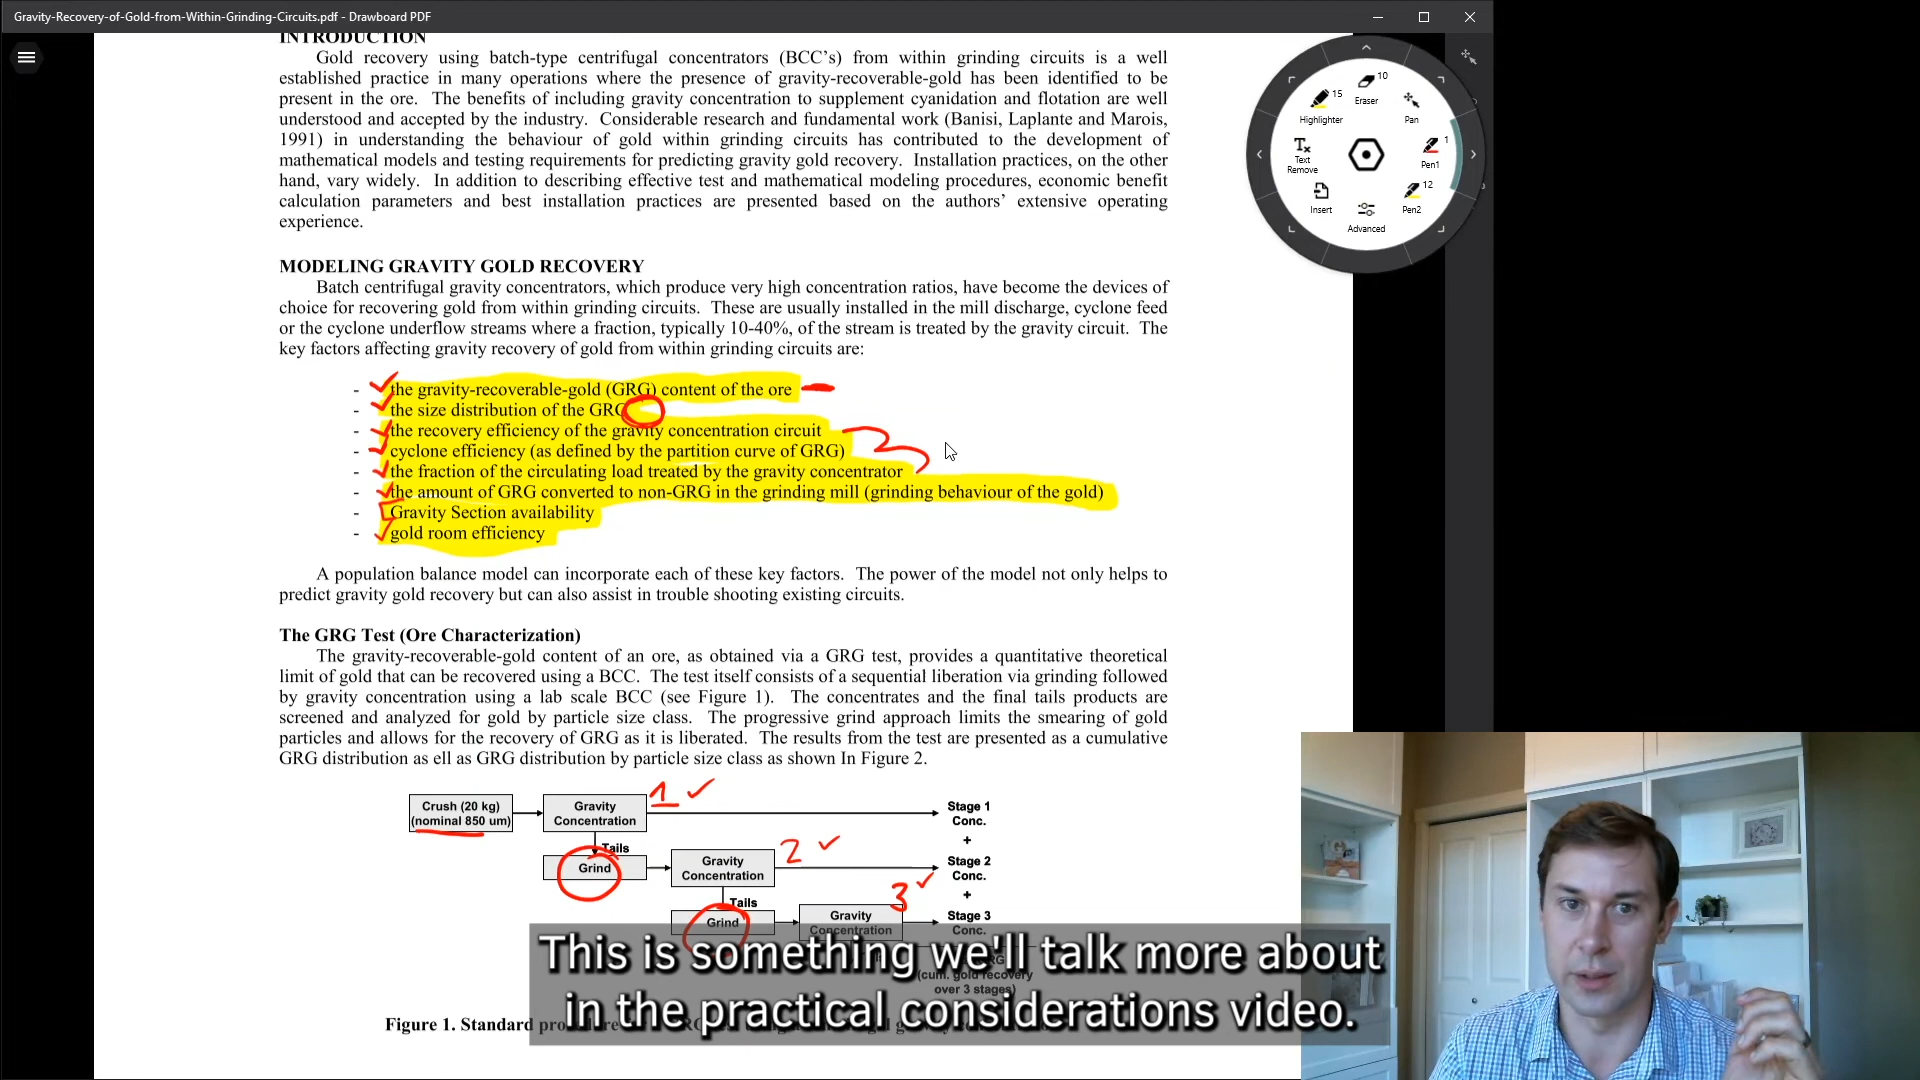 Gravity-Recovery-of-Gold-from-Within-Grinding-Circuits.pdf - Drawboard PDF
INTRODUCTION
Gold recovery using batch-type centrifugal concentrators (BCC's) from within grinding circuits is a well
established practice in many operations where the presence of gravity-recoverable-gold has been identified to be
present in the ore. The benefits of including gravity concentration to supplement cyanidation and flotation are well
understood and accepted by the industry. Considerable research and fundamental work (Banisi, Laplante and Marois,
1991) in understanding the behaviour of gold within grinding circuits has contributed to the development of
mathematical models and testing requirements for predicting gravity gold recovery. Installation practices, on the other
hand, vary widely. In addition to describing effective test and mathematical modeling procedures, economic benefit
calculation parameters and best installation practices are presented based on the authors' extensive operating
experience.
MODELING GRAVITY GOLD RECOVERY
Batch centrifugal gravity concentrators, which produce very high concentration ratios, have become the devices of
choice for recovering gold from within grinding circuits. These are usually installed in the mill discharge, cyclone feed
or the cyclone underflow streams where a fraction, typically 10-40%, of the stream is treated by the gravity circuit. The
key factors affecting gravity recovery of gold from within grinding circuits are:
- the gravity-recoverable-gold (GRG) content of the ore
- the size distribution of the GRG
- the recovery efficiency of the gravity concentration circuit
- cyclone efficiency (as defined by the partition curve of GRG)
- the fraction of the circulating load treated by the gravity concentrator
- the amount of GRG converted to non-GRG in the grinding mill (grinding behaviour of the gold)
- Gravity Section availability
- gold room efficiency
A population balance model can incorporate each of these key factors. The power of the model not only helps to
predict gravity gold recovery but can also assist in trouble shooting existing circuits.
The GRG Test (Ore Characterization)
The gravity-recoverable-gold content of an ore, as obtained via a GRG test, provides a quantitative theoretical
limit of gold that can be recovered using a BCC. The test itself consists of a sequential liberation via grinding followed
by gravity concentration using a lab scale BCC (see Figure 1). The concentrates and the final tails products are
screened and analyzed for gold by particle size class. The progressive grind approach limits the smearing of gold
particles and allows for the recovery of GRG as it is liberated. The results from the test are presented as a cumulative
GRG distribution as ell as GRG distribution by particle size class as shown In Figure 2.
Crush (20 kg)
(nominal 850 um)
Gravity
Concentration
1
Stage 1
Conc.
+
Tails
Grind
Gravity
Concentration
2
Stage 2
Conc.
+
Tails
Grind
Gravity
Concentration
3
Stage 3
Conc.
(cum. gold recovery
over 3 stages)
Figure 1. Standard
This is something we'll talk more about
in the practical considerations video.
10
Eraser
15
Highlighter
Pan
Text
Remove
1
Pen1
Insert
12
Pen2
Advanced